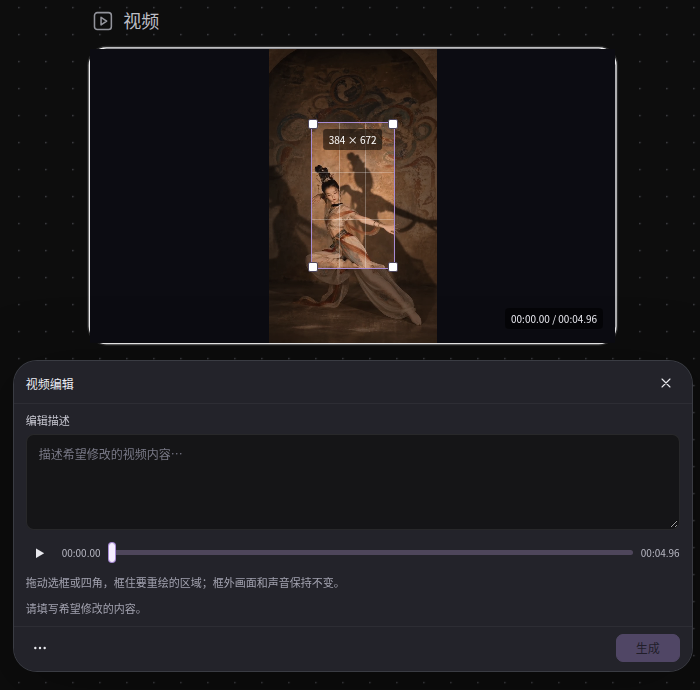 视频
384 × 672
00:00.00 / 00:04.96
视频编辑
编辑描述
描述希望修改的视频内容…
00:00.00
00:04.96
拖动选框或四角，框住要重绘的区域；框外画面和声音保持不变。
请填写希望修改的内容。
生成